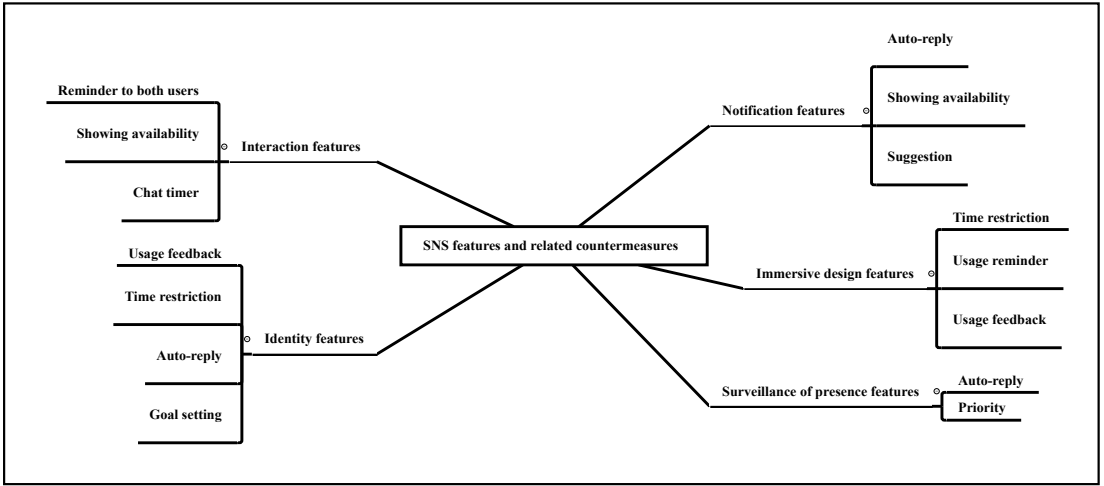 SNS features and related countermeasures
Interaction features
Reminder to both users
Showing availability
Chat timer
Identity features
Usage feedback
Time restriction
Auto-reply
Goal setting
Notification features
Auto-reply
Showing availability
Suggestion
Immersive design features
Time restriction
Usage reminder
Usage feedback
Surveillance of presence features
Auto-reply
Priority